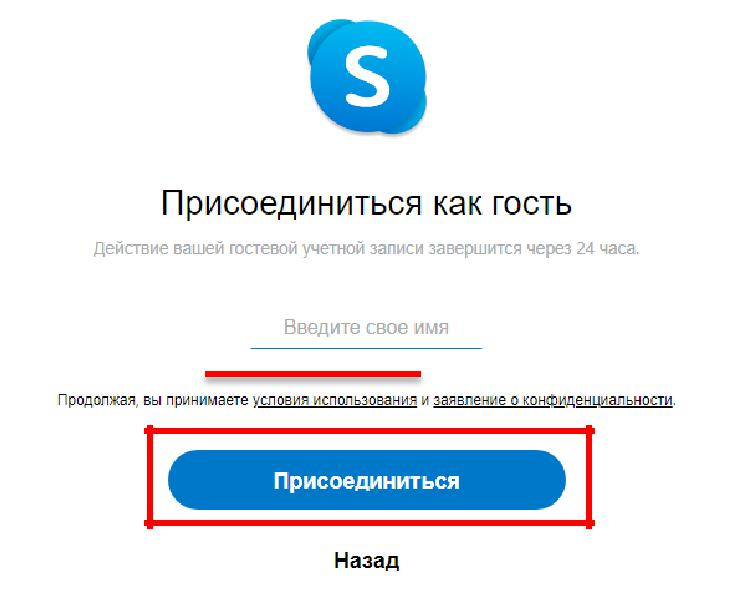 S
Присоединиться как гость
Действие вашей гостевой учетной записи завершится через 24 часа.
Введите свое имя
Продолжая, вы принимаете условия использования и заявление о конфиденциальности.
Присоединиться
Назад